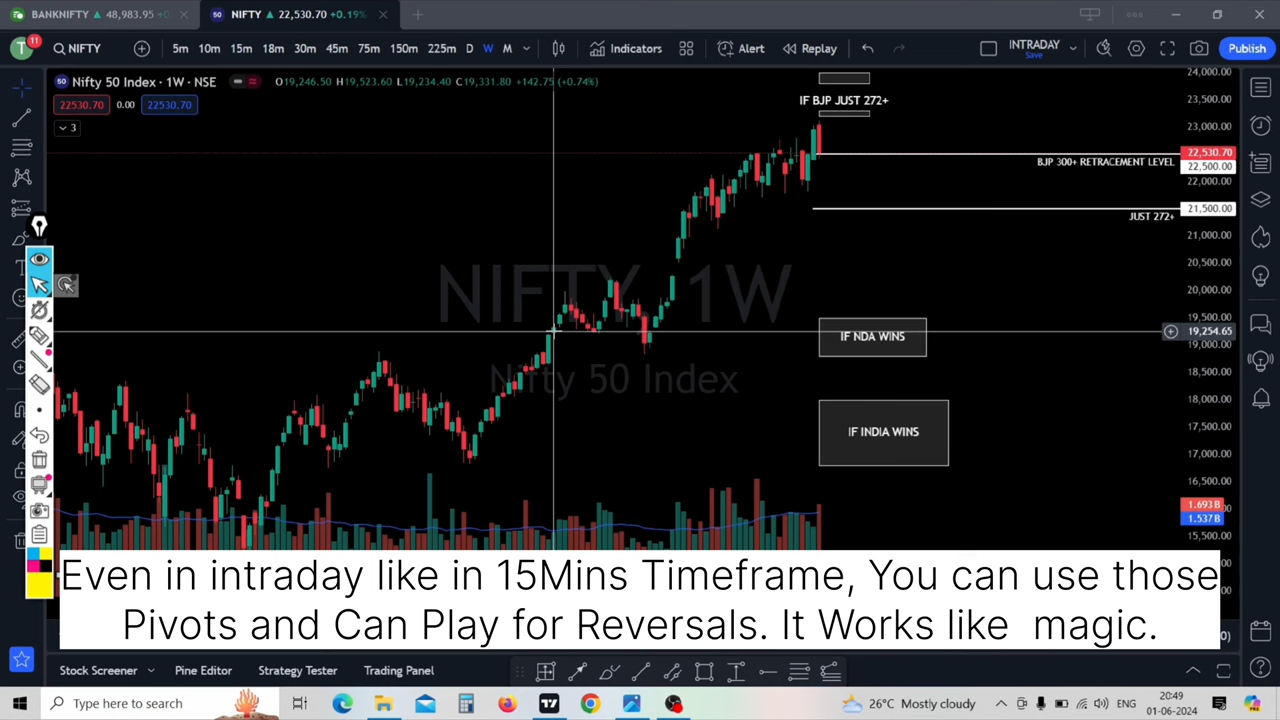 BANKNIFTY ▲ 48,983.95 +0
NIFTY ▲ 22,530.70 +0.19%
11
T
NIFTY
5m 10m 15m 18m 30m 45m 75m 150m 225m D W M
Indicators
Alert
Replay
INTRADAY
Save
Publish
50 Nifty 50 Index · 1W · NSE
O19,246.50 H19,523.60 L19,234.40 C19,331.80 +142.75 (+0.74%)
22530.70 0.00 22530.70
3
24,000.00
IF BJP JUST 272+
23,500.00
23,000.00
22,530.70
BJP 300+ RETRACEMENT LEVEL
22,500.00
22,000.00
21,500.00
JUST 272+
21,000.00
20,500.00
20,000.00
NIFTY, 1W
Nifty 50 Index
19,500.00
19,254.65
IF NDA WINS
19,000.00
18,500.00
18,000.00
IF INDIA WINS
17,500.00
17,000.00
16,500.00
1.693 B
1.537 B
15,500.00
Even in intraday like in 15Mins Timeframe, You can use those
Pivots and Can Play for Reversals. It Works like magic.
Stock Screener
Pine Editor
Strategy Tester
Trading Panel
Type here to search
26°C Mostly cloudy
ENG
20:49
01-06-2024